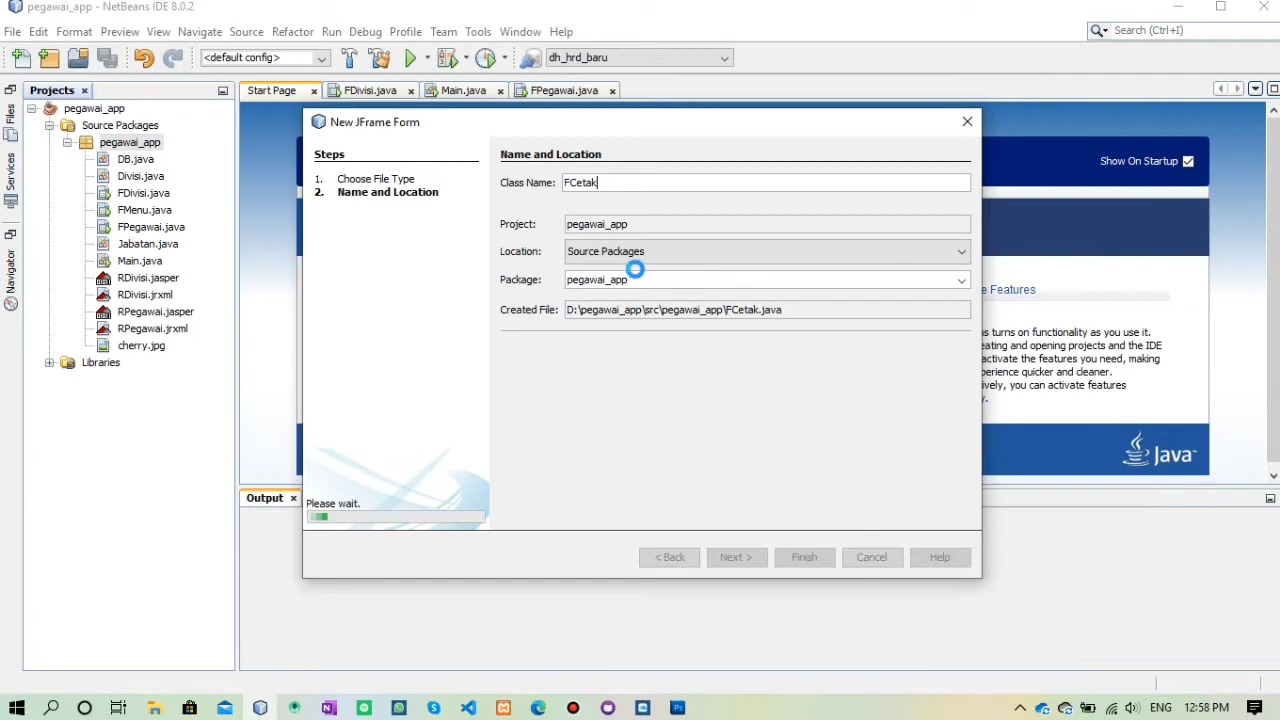 pegawai_app - NetBeans IDE 8.0.2
File Edit Format Preview View Navigate Source Refactor Run Debug Profile Team Tools Window Help
Search (Ctrl+I)
<default config>
dh_hrd_baru
Projects
Start Page
FDivisi.java
Main.java
FPegawai.java
Files
Services
Navigator
pegawai_app
Source Packages
pegawai_app
DB.java
Divisi.java
FDivisi.java
FMenu.java
FPegawai.java
Jabatan.java
Main.java
RDivisi.jasper
RDivisi.jrxml
RPegawai.jasper
RPegawai.jrxml
cherry.jpg
Libraries
New JFrame Form
Steps
1. Choose File Type
2. Name and Location
Please wait.
Name and Location
Class Name: FCetak
Project: pegawai_app
Location: Source Packages
Package: pegawai_app
Created File: D:\pegawai_app\src\pegawai_app\FCetak.java
< Back
Next >
Finish
Cancel
Help
Show On Startup
e Features
ns turns on functionality as you use it.
eating and opening projects and the IDE
activate the features you need, making
xperience quicker and cleaner.
ively, you can activate features
y.
Java
Output
ENG
12:58 PM